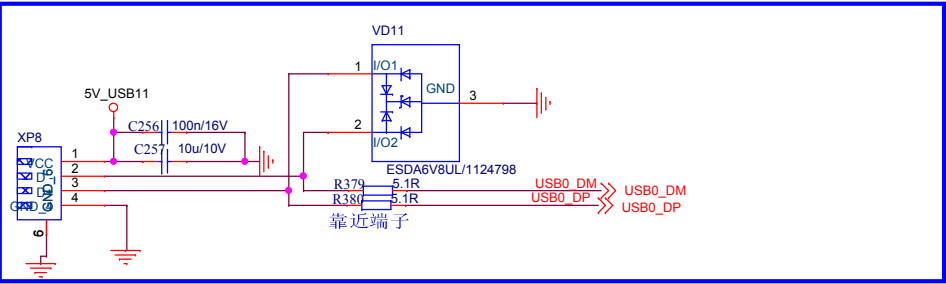 VD11
1
I/O1
GND
3
5V_USB11
C256
100n/16V
2
I/O2
XP8
C257
10u/10V
1
VCC
ESDA6V8UL/1124798
2
R379
5.1R
USB0_DM
USB0_DM
3
R380
5.1R
USB0_DP
USB0_DP
4
靠近端子
6